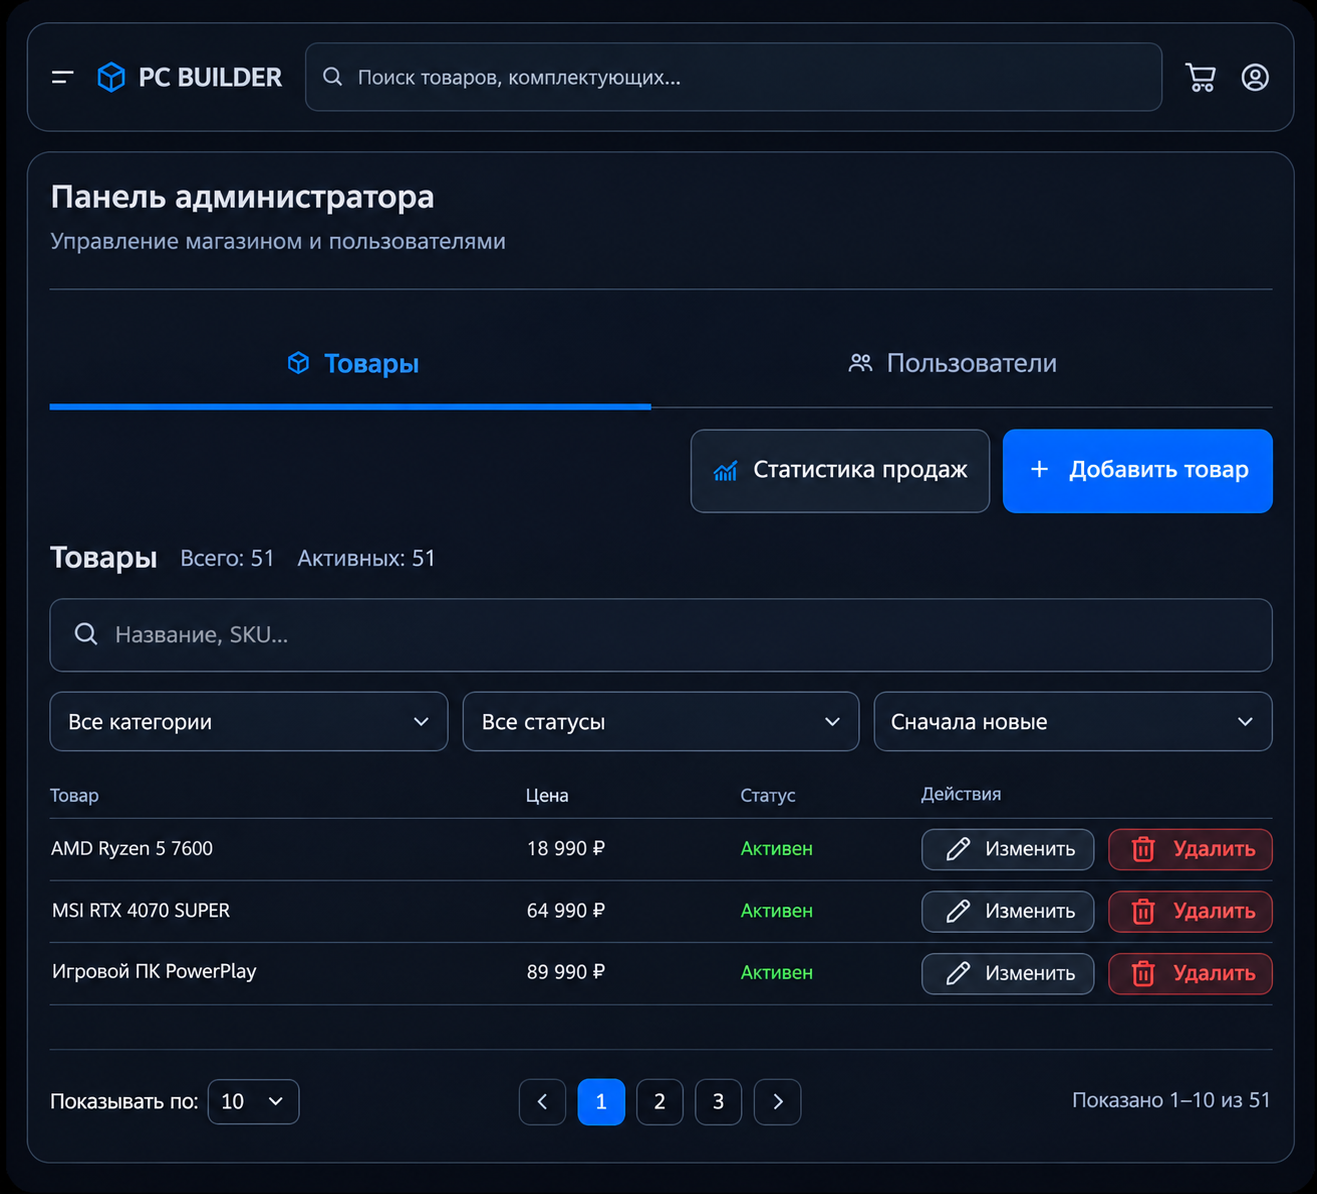 PC BUILDER
Поиск товаров, комплектующих...
Панель администратора
Управление магазином и пользователями
Товары
Пользователи
Статистика продаж
+ Добавить товар
Товары Всего: 51 Активных: 51
Название, SKU...
Все категории
Все статусы
Сначала новые
Товар Цена Статус Действия
AMD Ryzen 5 7600 18 990 ₽ Активен Изменить Удалить
MSI RTX 4070 SUPER 64 990 ₽ Активен Изменить Удалить
Игровой ПК PowerPlay 89 990 ₽ Активен Изменить Удалить
Показывать по: 10 1 2 3 Показано 1–10 из 51